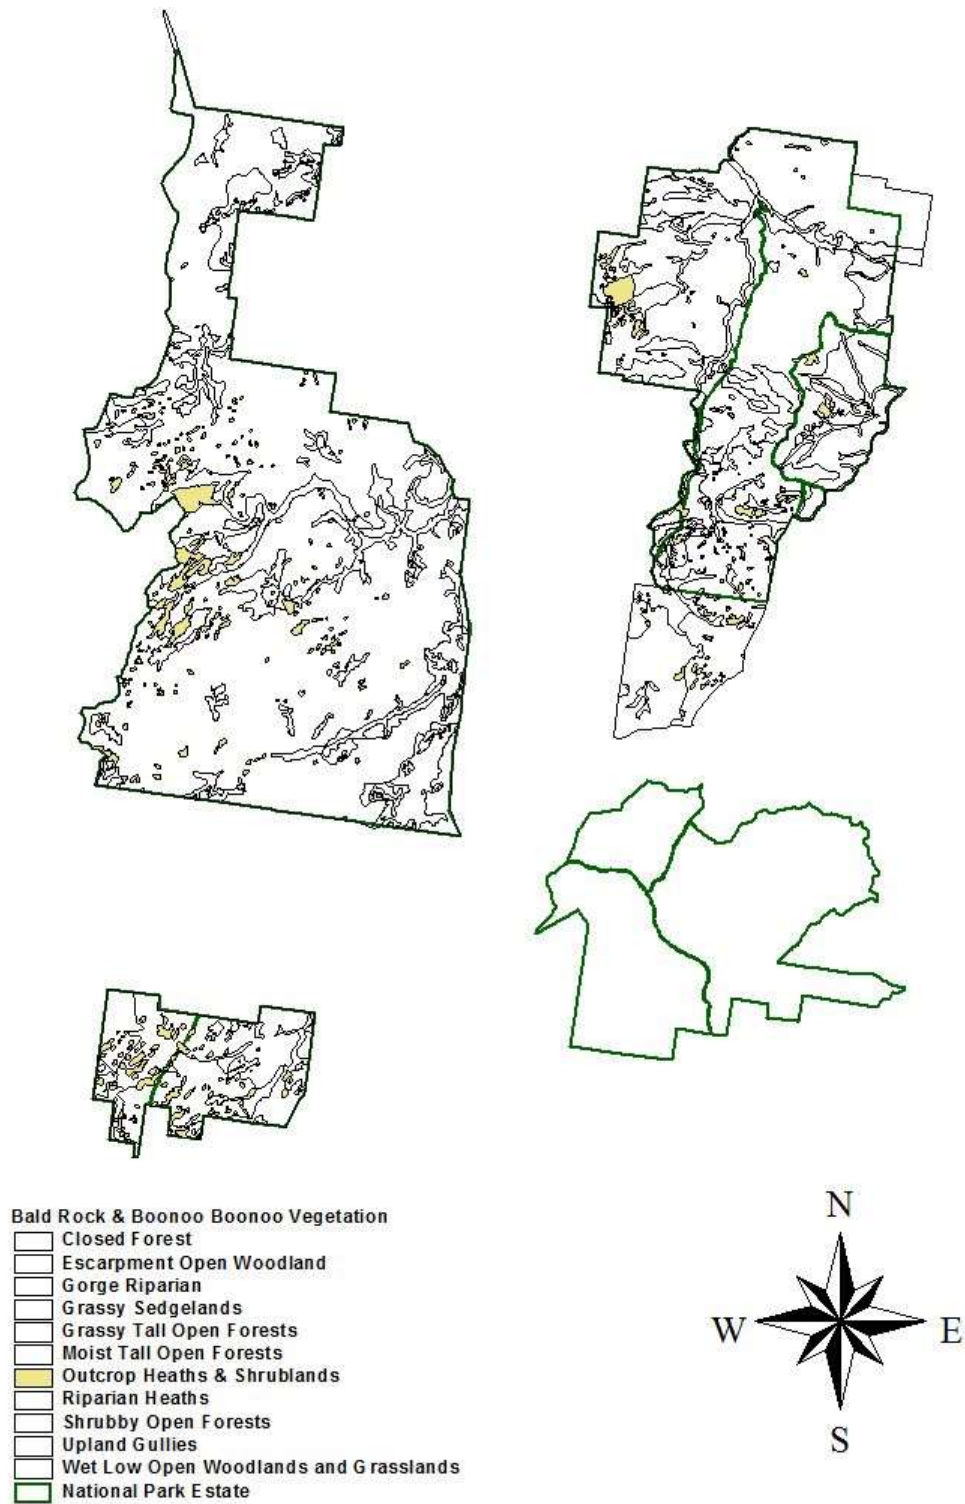 Bald Rock & Boonoo Boonoo Vegetation
Closed Forest
Escarpment Open Woodland
Gorge Riparian
Grassy Sedgelands
Grassy Tall Open Forests
Moist Tall Open Forests
Outcrop Heaths & Shrublands
Riparian Heaths
Shrubby Open Forests
Upland Gullies
Wet Low Open Woodlands and Grasslands
National Park Estate
N
W E
S